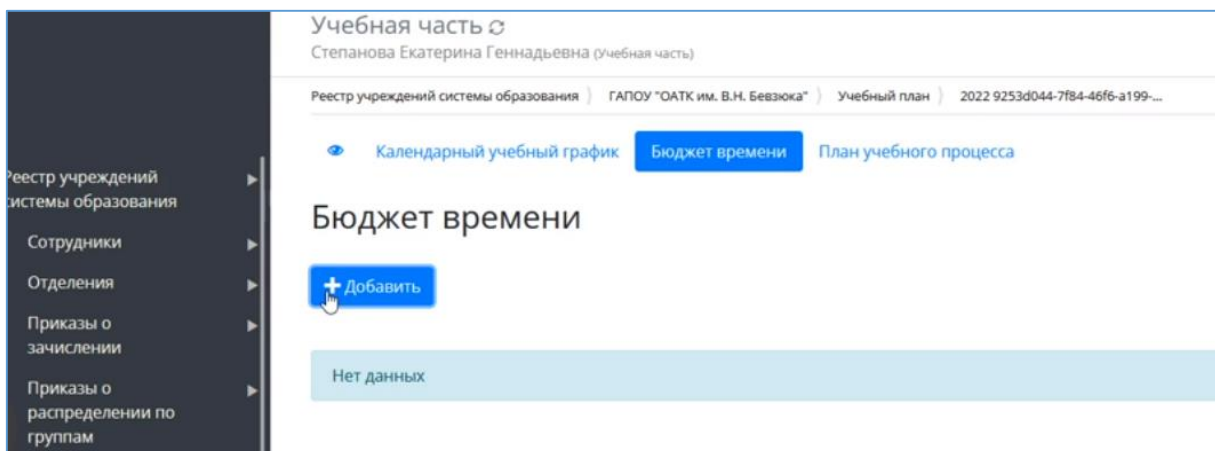 Учебная часть
Степанова Екатерина Геннадьевна (Учебная часть)
Реестр учреждений системы образования ⟩ ГАПОУ "ОАТК им. В.Н. Бевзюка" ⟩ Учебный план ⟩ 2022 9253d044-7f84-46f6-a199-...
Календарный учебный график Бюджет времени План учебного процесса
Бюджет времени
Добавить
Нет данных
Реестр учреждений
системы образования
Сотрудники
Отделения
Приказы о
зачислении
Приказы о
распределении по
группам